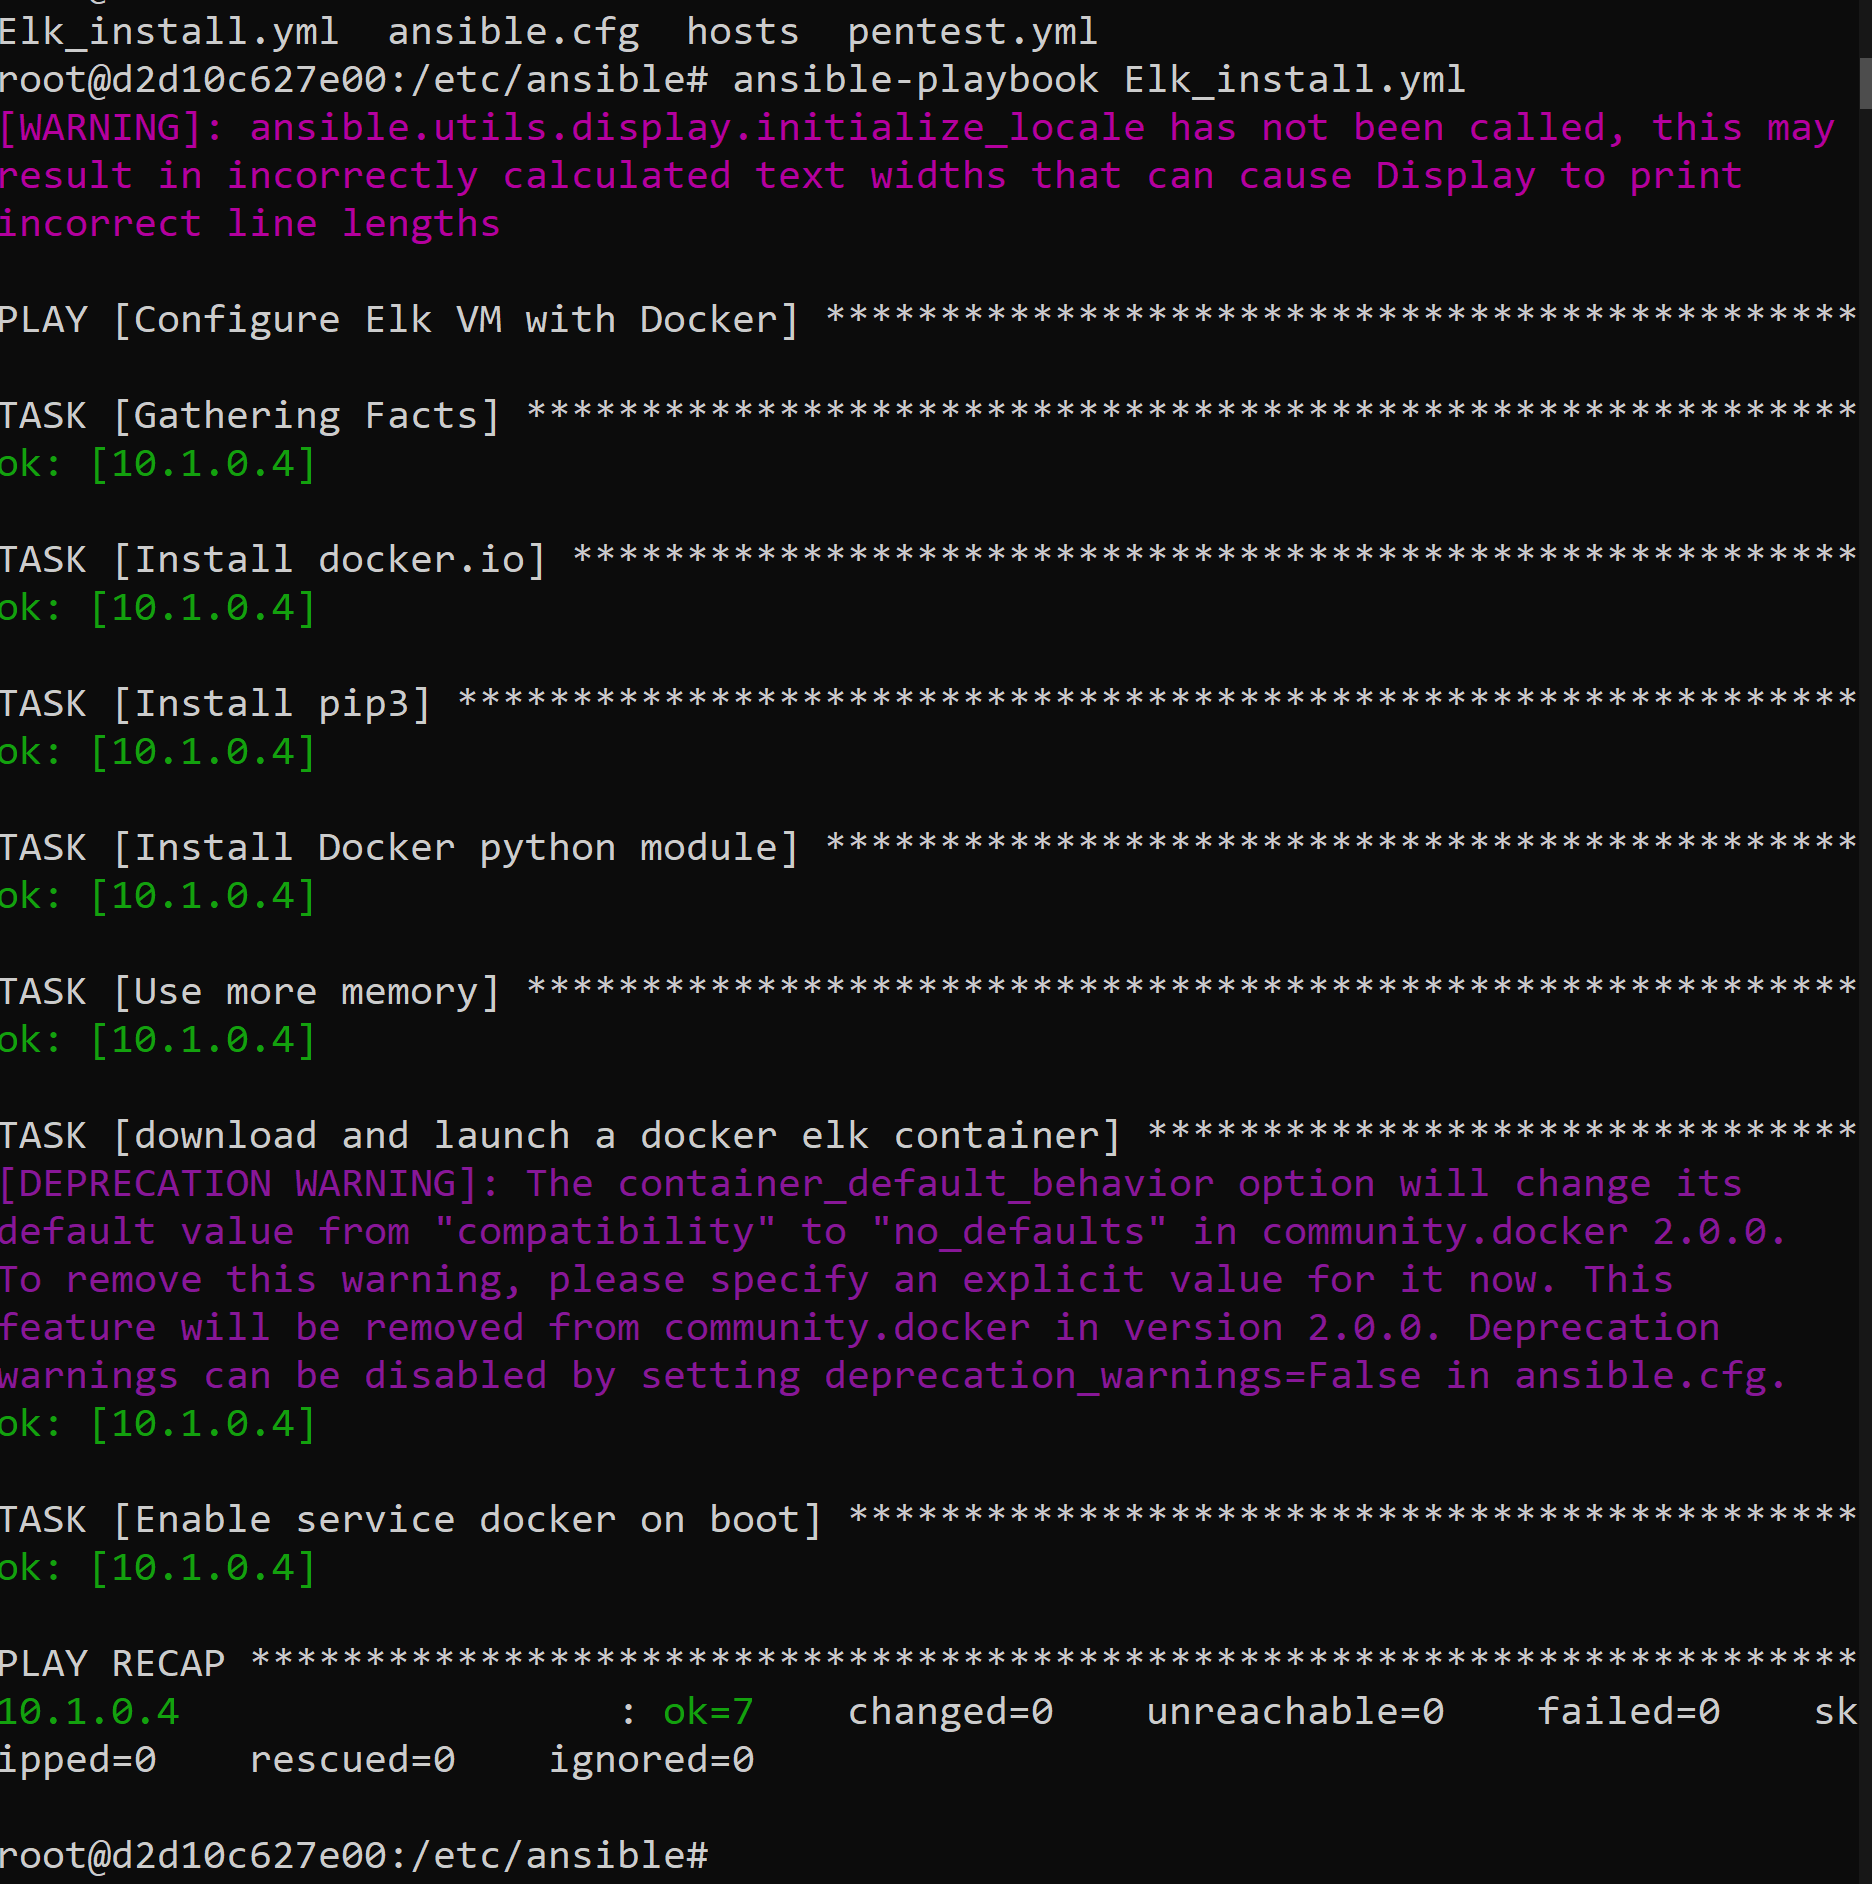 Elk_install.yml  ansible.cfg  hosts  pentest.yml
root@d2d10c627e00:/etc/ansible# ansible-playbook Elk_install.yml
[WARNING]: ansible.utils.display.initialize_locale has not been called, this may
result in incorrectly calculated text widths that can cause Display to print
incorrect line lengths
PLAY [Configure Elk VM with Docker] *********************************************
TASK [Gathering Facts] **********************************************************
ok: [10.1.0.4]
TASK [Install docker.io] ********************************************************
ok: [10.1.0.4]
TASK [Install pip3] *************************************************************
ok: [10.1.0.4]
TASK [Install Docker python module] *********************************************
ok: [10.1.0.4]
TASK [Use more memory] **********************************************************
ok: [10.1.0.4]
TASK [download and launch a docker elk container] *******************************
[DEPRECATION WARNING]: The container_default_behavior option will change its
default value from "compatibility" to "no_defaults" in community.docker 2.0.0.
To remove this warning, please specify an explicit value for it now. This
feature will be removed from community.docker in version 2.0.0. Deprecation
warnings can be disabled by setting deprecation_warnings=False in ansible.cfg.
ok: [10.1.0.4]
TASK [Enable service docker on boot] ********************************************
ok: [10.1.0.4]
PLAY RECAP **********************************************************************
10.1.0.4                   : ok=7    changed=0    unreachable=0    failed=0    sk
ipped=0    rescued=0    ignored=0
root@d2d10c627e00:/etc/ansible#